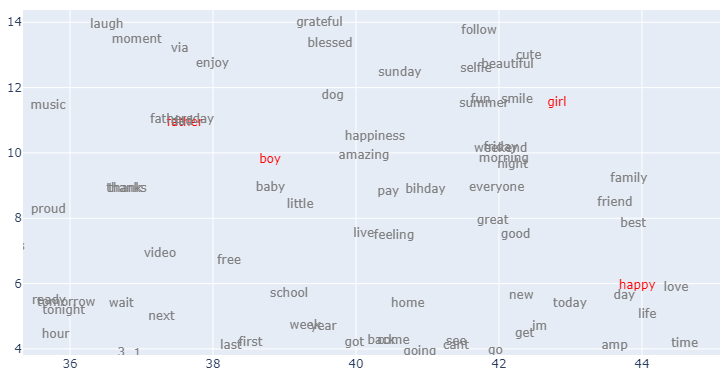 14
laugh
grateful
follow
moment
via
blessed
cute
enjoy
beautiful
selfie
sunday
12
dog
fun
smile
girl
music
summer
fathersday
father
happiness
10
boy
amazing
weekend
friday
morning
night
family
thanks
baby
pay
bihday
everyone
little
friend
proud
8
great
best
live
feeling
good
s
video
free
6
happy
love
school
new
day
ready
tomorrow
wait
home
today
tonight
next
life
week
year
jm
hour
last
first
got
back
come
see
cant
get
amp
time
4
3
1
going
go
36
38
40
42
44